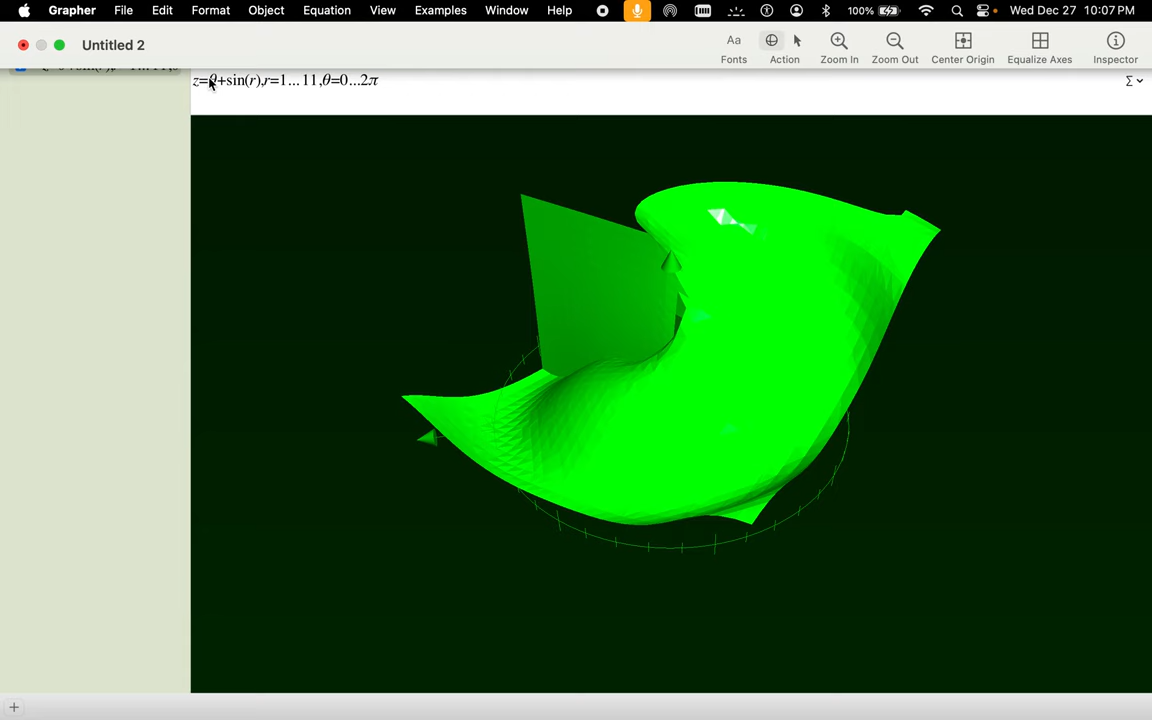 Grapher File Edit Format Object Equation View Examples Window Help 100% Wed Dec 27 10:07 PM
Untitled 2
Aa
Fonts Action Zoom In Zoom Out Center Origin Equalize Axes Inspector
z=θ+sin(r),r=1...11,θ=0...2π Σ